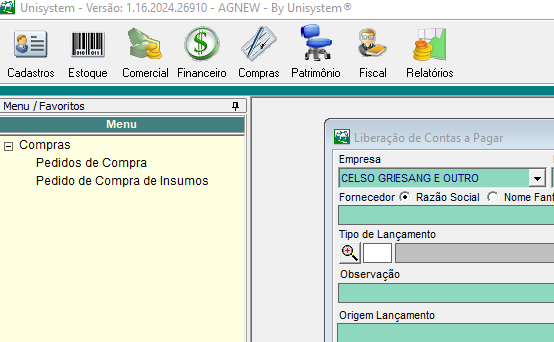 Unisystem - Versão: 1.16.2024.26910 - AGNEW - By Unisystem®
Cadastros Estoque Comercial Financeiro Compras Patrimônio Fiscal Relatórios
Menu / Favoritos
Menu
Compras
Pedidos de Compra
Pedido de Compra de Insumos
Liberação de Contas a Pagar
Empresa
CELSO GRIESANG E OUTRO
Fornecedor Razão Social Nome Fant
Tipo de Lançamento
Observação
Origem Lançamento